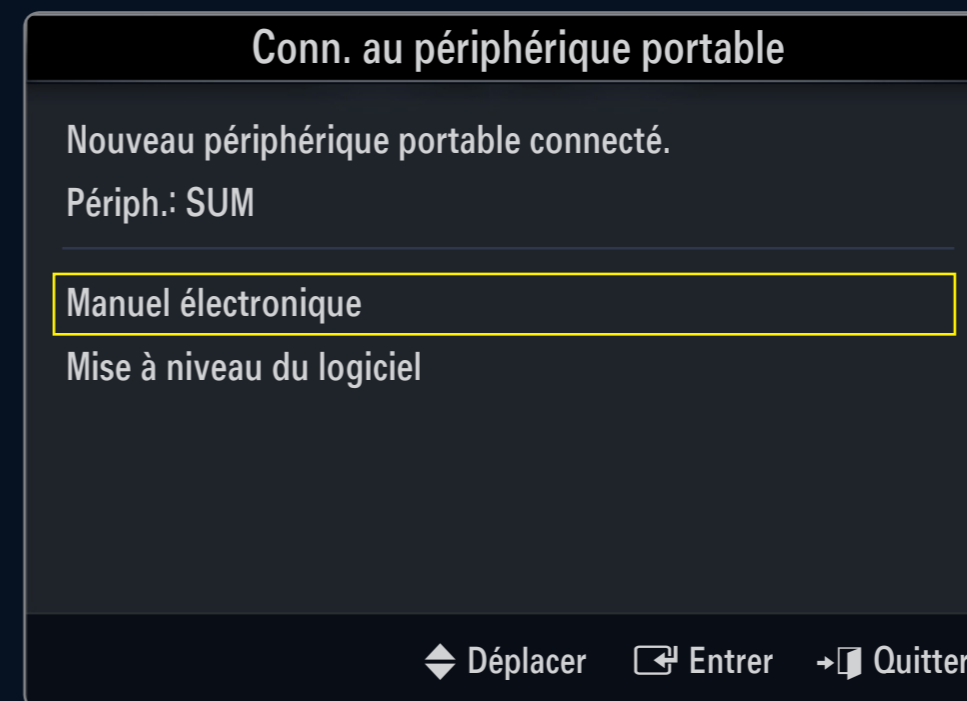 Conn. au périphérique portable
Nouveau périphérique portable connecté.
Périph.: SUM
Manuel électronique
Mise à niveau du logiciel
Déplacer Entrer Quitter